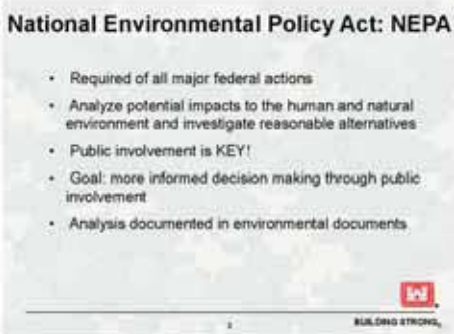 National Environmental Policy Act: NEPA
• Required of all major federal actions
• Analyze potential impacts to the human and natural
environment and investigate reasonable alternatives
• Public involvement is KEY!
• Goal: more informed decision making through public
involvement
• Analysis documented in environmental documents
BUILDING STRONG®